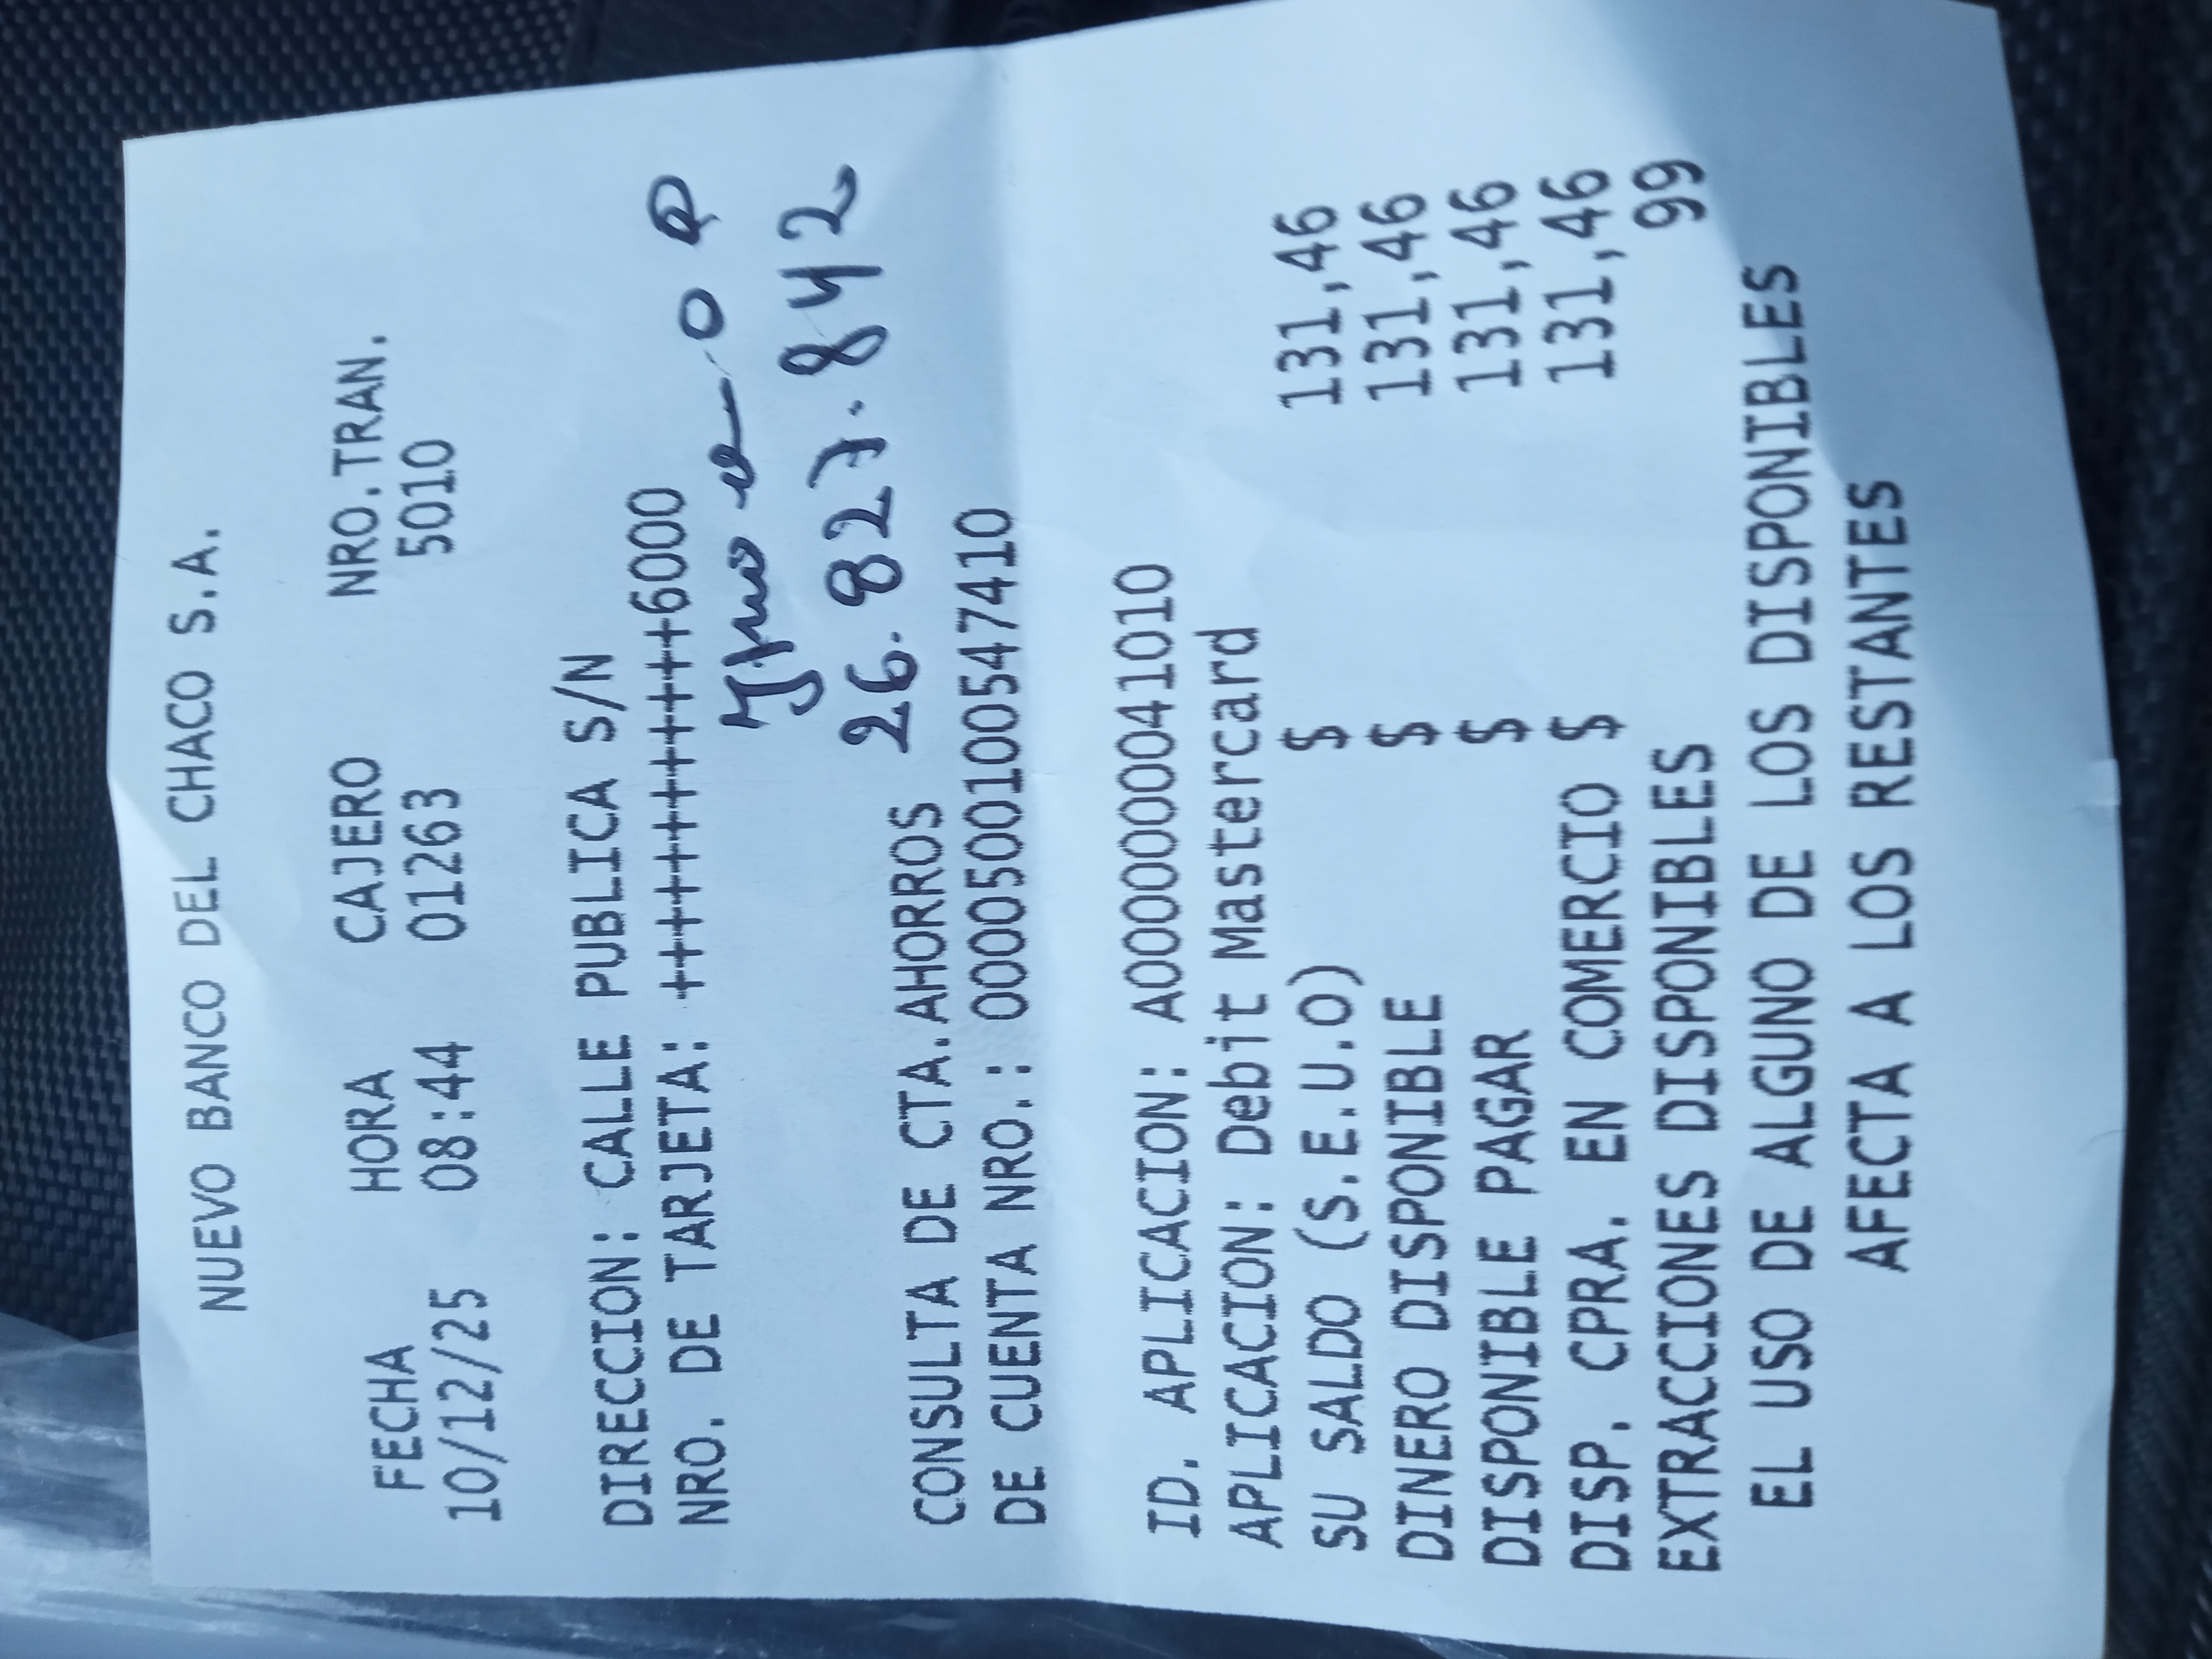 NUEVO BANCO DEL CHACO S.A.
FECHA HORA CAJERO NRO.TRAN.
10/12/25 08:44 01263 5010
DIRECCION: CALLE PUBLICA S/N
NRO. DE TARJETA: ++++++++++++6000
26.827.842
CONSULTA DE CTA.AHORROS
DE CUENTA NRO.: 000050010010547410
ID. APLICACION: A0000000041010
APLICACION: Debit Mastercard
SU SALDO (S.E.U.O) $ 131,46
DINERO DISPONIBLE $ 131,46
DISPONIBLE PAGAR $ 131,46
DISP. CPRA. EN COMERCIO $ 131,46
EXTRACCIONES DISPONIBLES 99
EL USO DE ALGUNO DE LOS DISPONIBLES
AFECTA A LOS RESTANTES